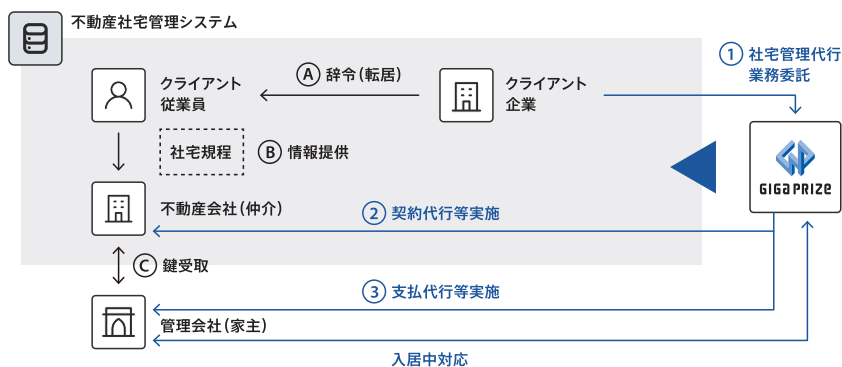 不動産社宅管理システム
クライアント
従業員
Ⓐ 辞令(転居)
クライアント
企業
① 社宅管理代行
業務委託
社宅規程
Ⓑ 情報提供
GIGA PRIZE
不動産会社(仲介)
② 契約代行等実施
Ⓒ 鍵受取
③ 支払代行等実施
管理会社(家主)
入居中対応